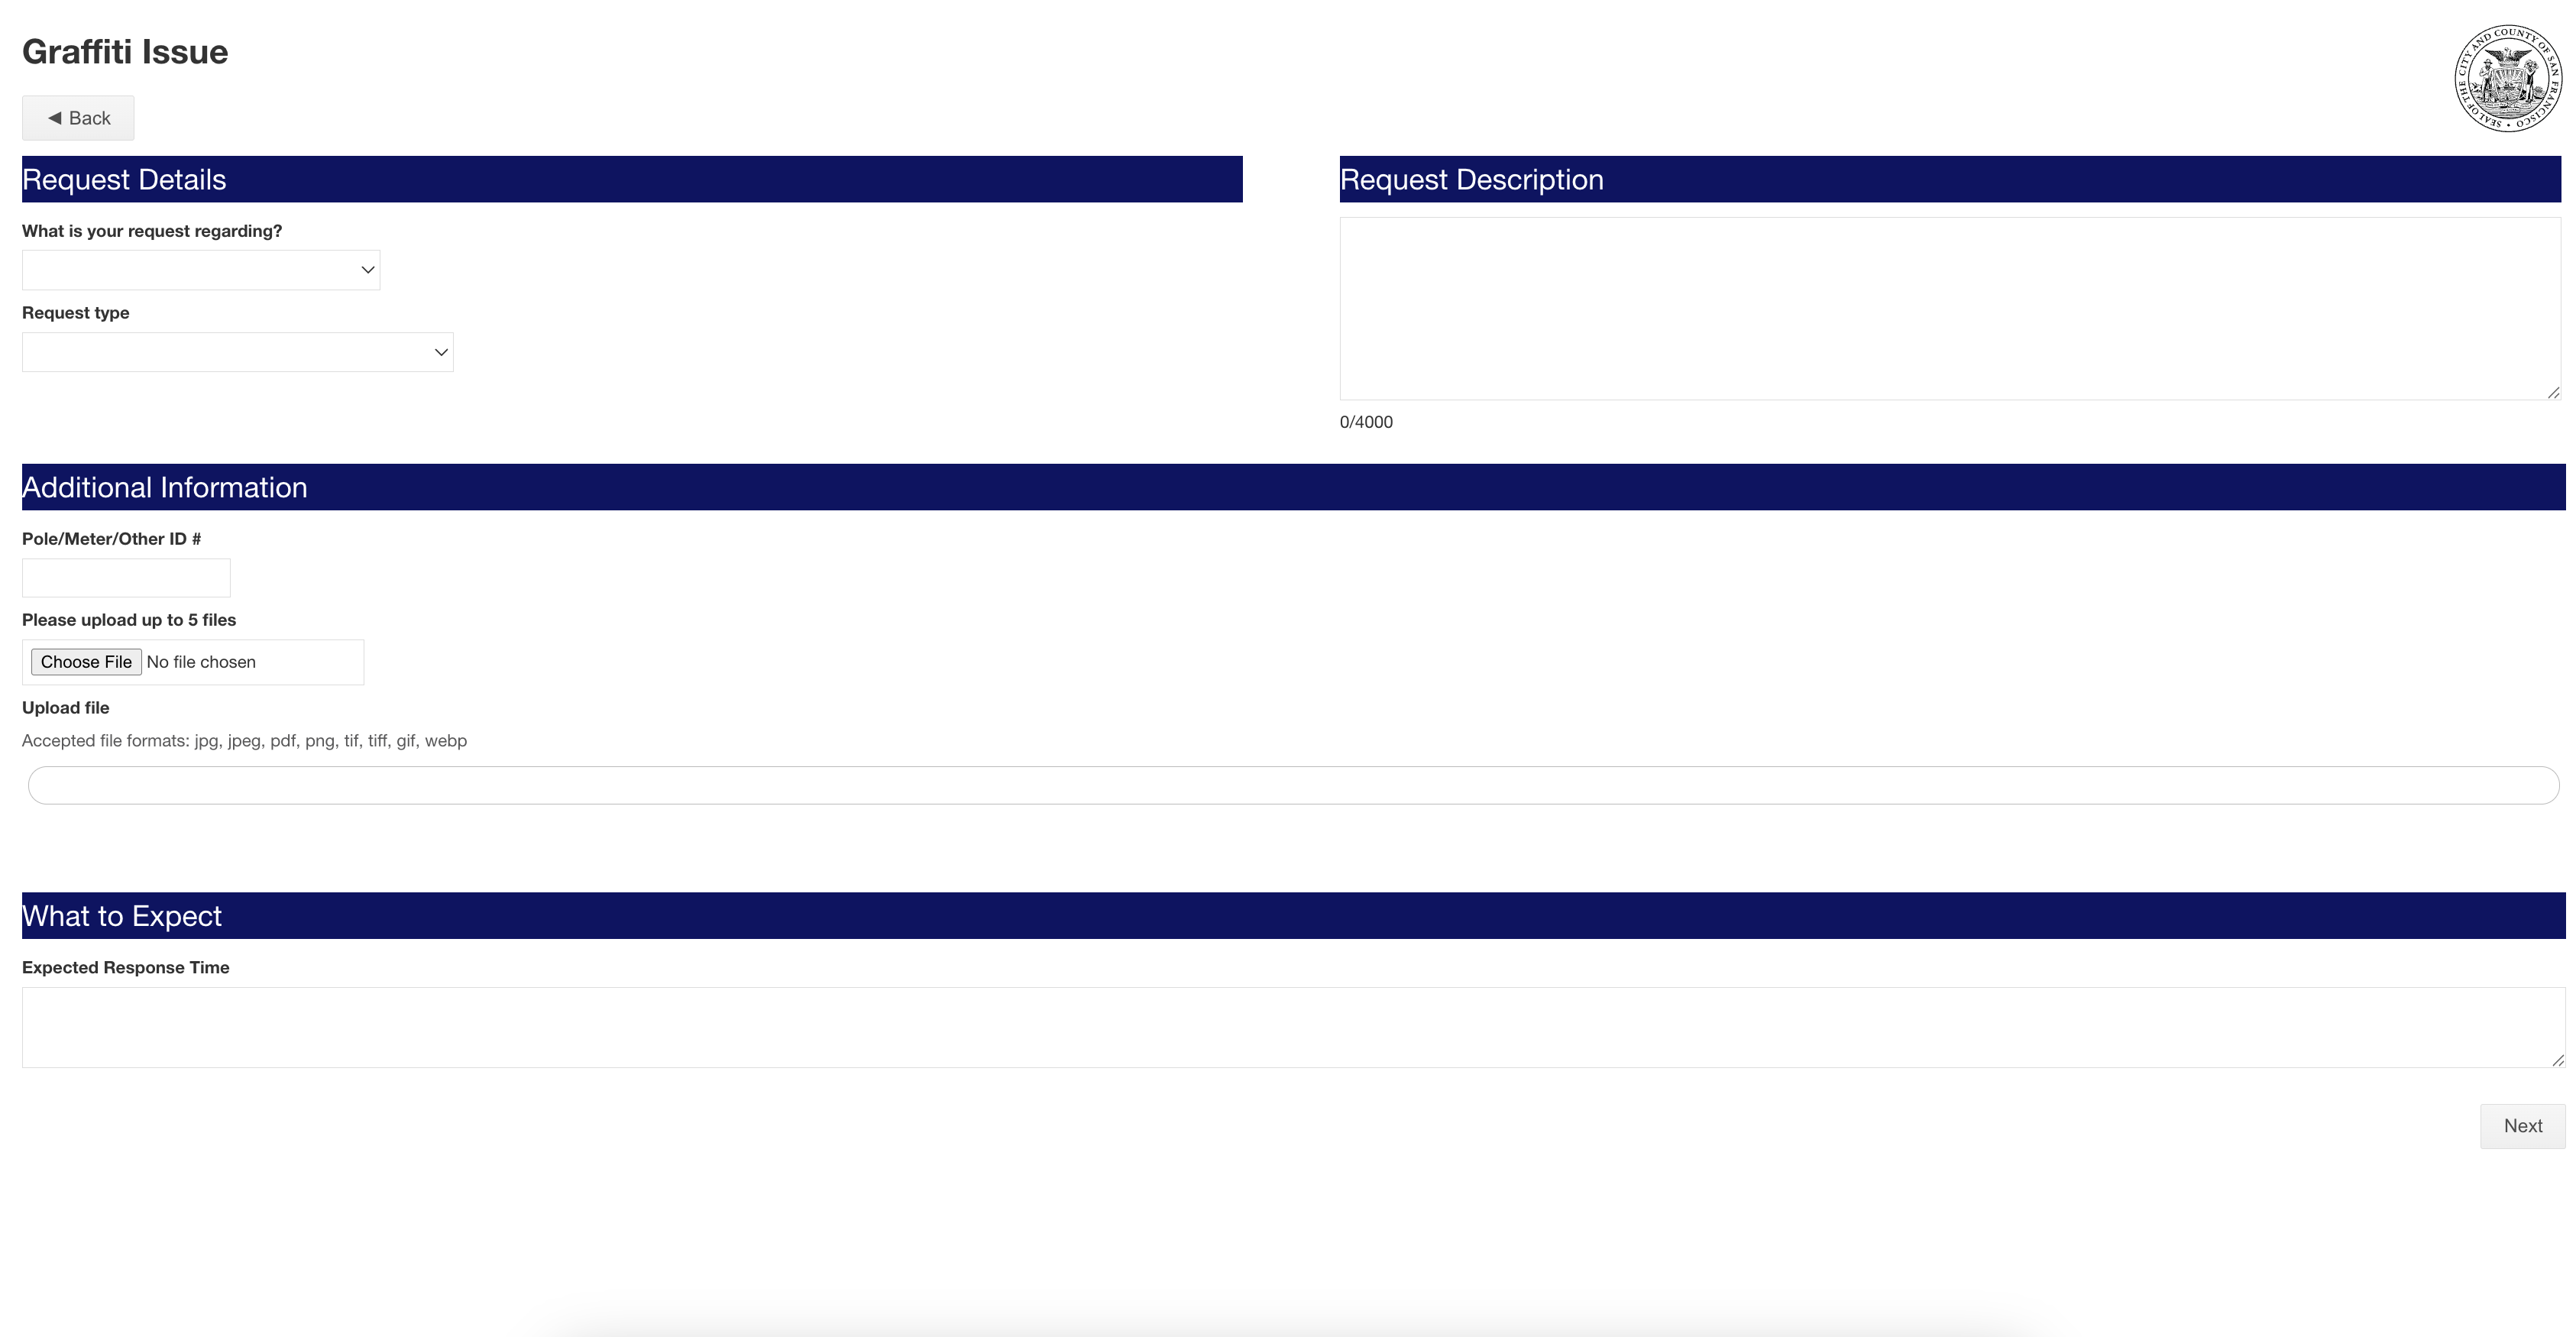 Graffiti Issue
SEAL OF THE CITY AND COUNTY OF SAN FRANCISCO
◀ Back
Request Details
What is your request regarding?
Request type
Request Description
0/4000
Additional Information
Pole/Meter/Other ID #
Please upload up to 5 files
Choose File No file chosen
Upload file
Accepted file formats: jpg, jpeg, pdf, png, tif, tiff, gif, webp
What to Expect
Expected Response Time
Next